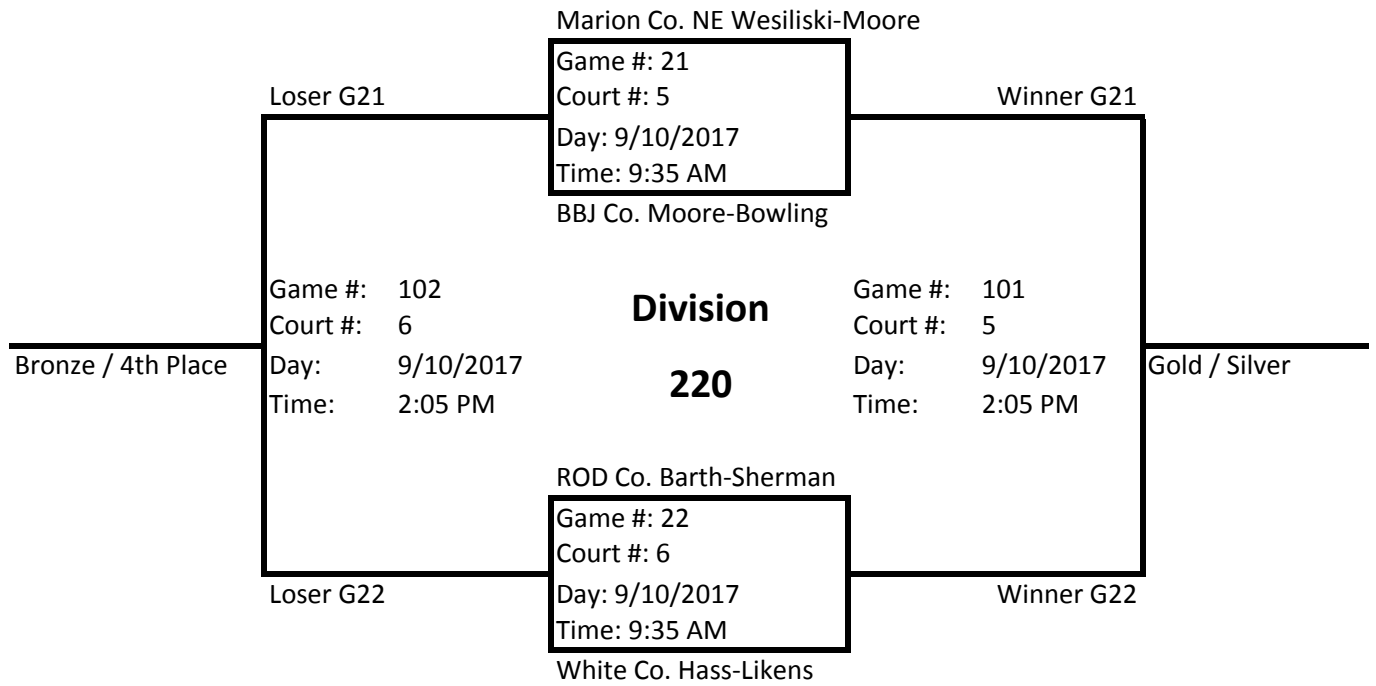 Marion Co. NE Wesiliski-Moore
Game #: 21
Loser G21
Court #: 5
Winner G21
Day: 9/10/2017
Time: 9:35 AM
BBJ Co. Moore-Bowling
Game #: 102
Court #: 6
Bronze / 4th Place
Day: 9/10/2017
Time: 2:05 PM
Division
220
Game #: 101
Court #: 5
Day: 9/10/2017
Time: 2:05 PM
Gold / Silver
ROD Co. Barth-Sherman
Game #: 22
Court #: 6
Loser G22
Day: 9/10/2017
Winner G22
Time: 9:35 AM
White Co. Hass-Likens